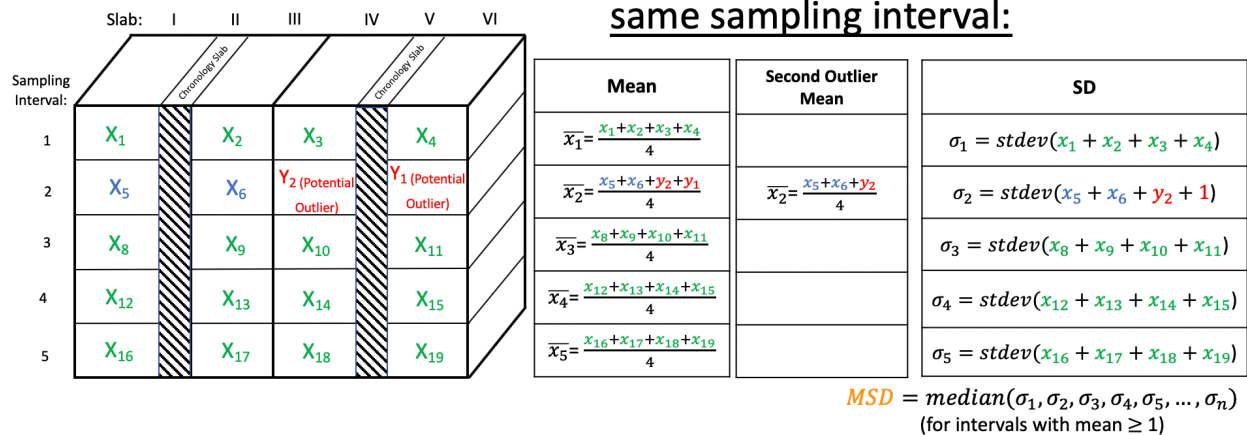 same sampling interval:
Slab: I II III IV V VI
Chronology Slab
Chronology Slab
Sampling
Interval:
1 X₁ X₂ X₃ X₄
2 X₅ X₆ Y₂ (Potential Outlier) Y₁ (Potential Outlier)
3 X₈ X₉ X₁₀ X₁₁
4 X₁₂ X₁₃ X₁₄ X₁₅
5 X₁₆ X₁₇ X₁₈ X₁₉
Mean
x̅₁= (x₁+x₂+x₃+x₄)/4
x̅₂= (x₅+x₆+y₂+y₁)/4
x̅₃= (x₈+x₉+x₁₀+x₁₁)/4
x̅₄= (x₁₂+x₁₃+x₁₄+x₁₅)/4
x̅₅= (x₁₆+x₁₇+x₁₈+x₁₉)/4
Second Outlier
Mean
x̅₂= (x₅+x₆+y₂)/4
SD
σ₁ = stdev(x₁ + x₂ + x₃ + x₄)
σ₂ = stdev(x₅ + x₆ + y₂ + 1)
σ₃ = stdev(x₈ + x₉ + x₁₀ + x₁₁)
σ₄ = stdev(x₁₂ + x₁₃ + x₁₄ + x₁₅)
σ₅ = stdev(x₁₆ + x₁₇ + x₁₈ + x₁₉)
MSD = median(σ₁, σ₂, σ₃, σ₄, σ₅, … , σₙ)
(for intervals with mean ≥ 1)